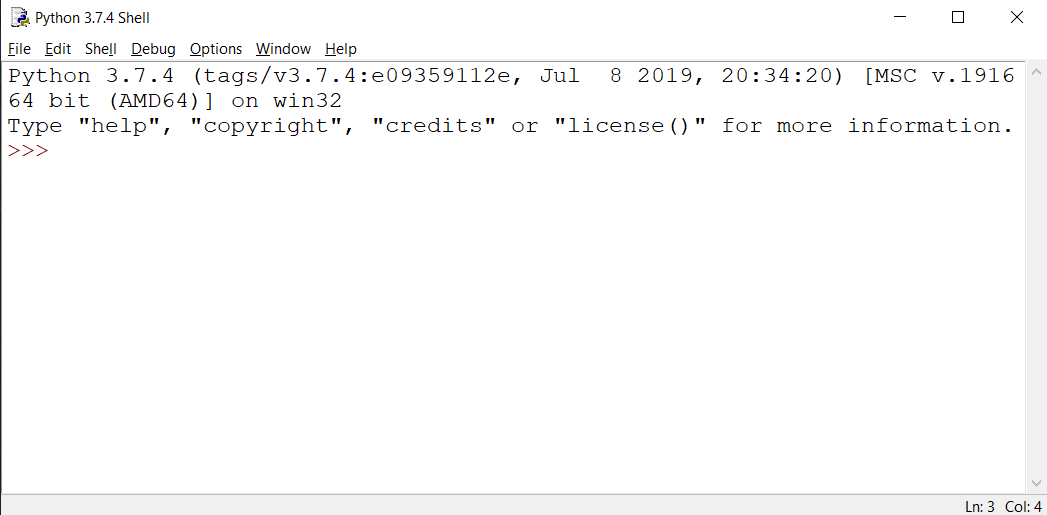 Python 3.7.4 Shell
File Edit Shell Debug Options Window Help
Python 3.7.4 (tags/v3.7.4:e09359112e, Jul  8 2019, 20:34:20) [MSC v.1916
64 bit (AMD64)] on win32
Type "help", "copyright", "credits" or "license()" for more information.
>>>
Ln: 3 Col: 4